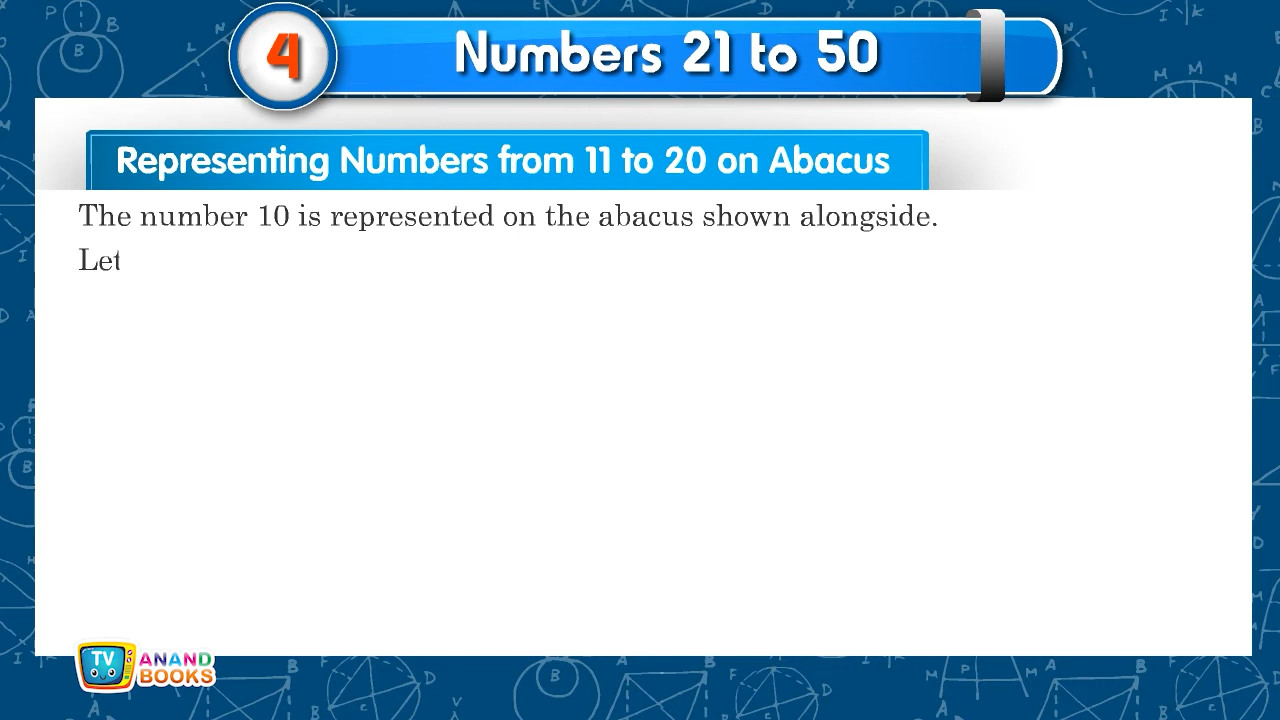 4
Numbers 21 to 50
Representing Numbers from 11 to 20 on Abacus
The number 10 is represented on the abacus shown alongside.
Let
TV
ANAND
BOOKS